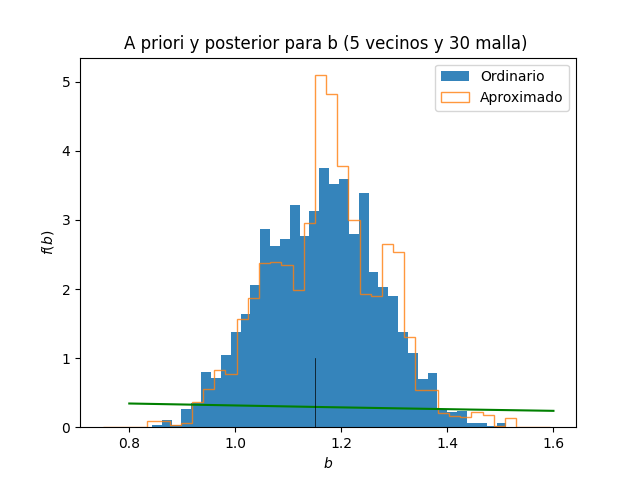 A priori y posterior para b (5 vecinos y 30 malla)
Ordinario
Aproximado
5
4
3
2
1
0
f(b)
0.8 1.0 1.2 1.4 1.6
b